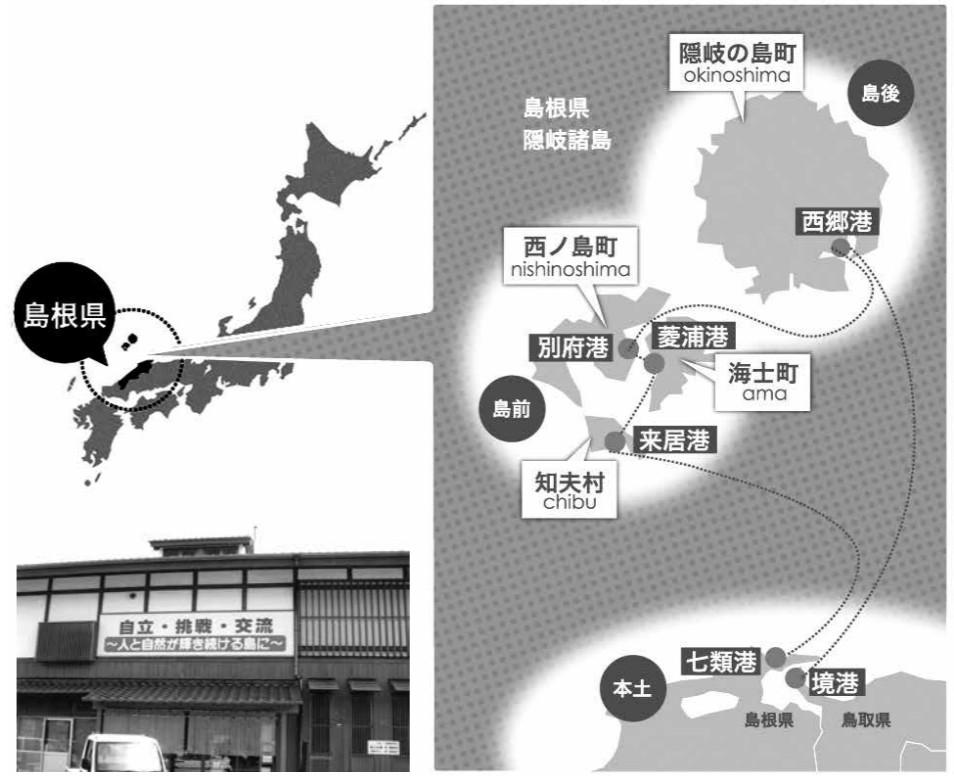 島根県
島根県
隠岐諸島
隠岐の島町
okinoshima
島後
西郷港
西ノ島町
nishinoshima
別府港
菱浦港
海士町
ama
島前
来居港
知夫村
chibu
七類港
境港
本土
島根県
鳥取県
自立・挑戦・交流
～人と自然が輝き続ける島に～